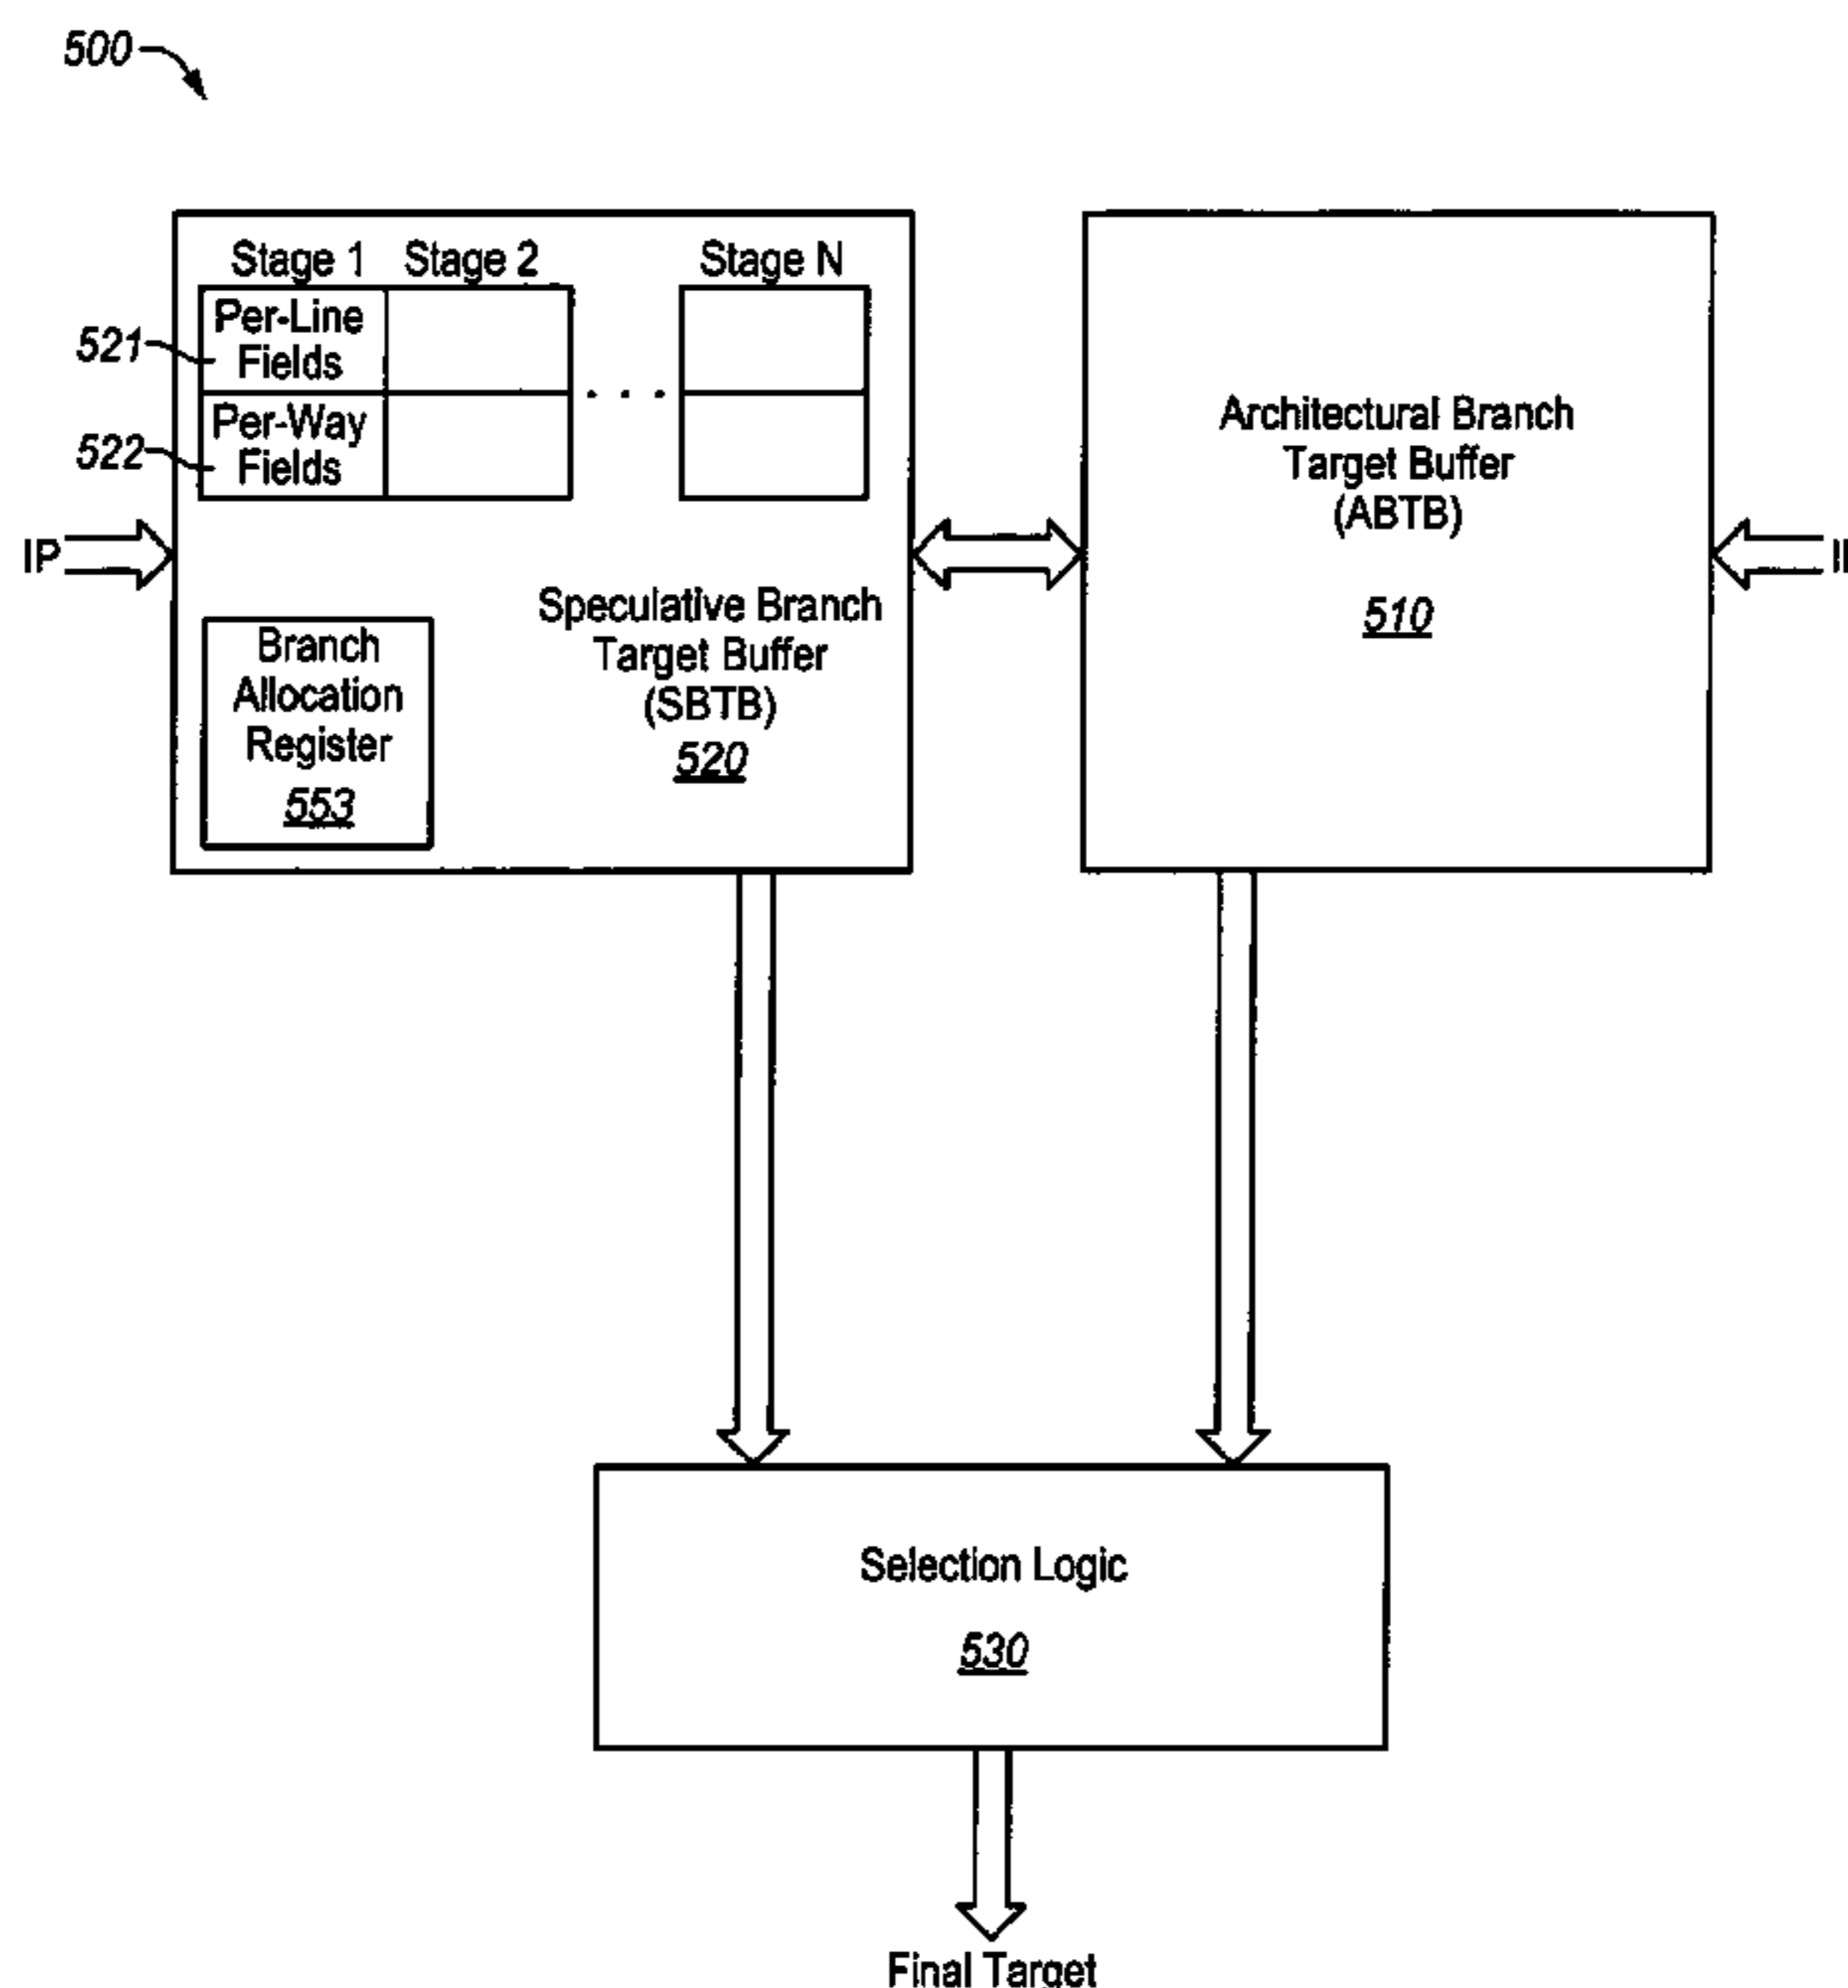 500
Stage 1 Stage 2 Stage N
Per-Line
Fields
521
Per-Way
Fields
522
IP
Branch
Allocation
Register
553
Speculative Branch
Target Buffer
(SBTB)
520
Architectural Branch
Target Buffer
(ABTB)
510
Selection Logic
530
Final Target